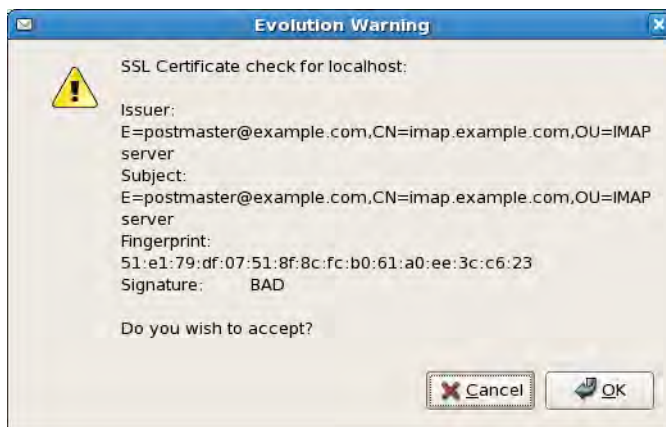 Evolution Warning
SSL Certificate check for localhost:
Issuer:
E=postmaster@example.com,CN=imap.example.com,OU=IMAP
server
Subject:
E=postmaster@example.com,CN=imap.example.com,OU=IMAP
server
Fingerprint:
51:e1:79:df:07:51:8f:8c:fc:b0:61:a0:ee:3c:c6:23
Signature: BAD
Do you wish to accept?
Cancel OK